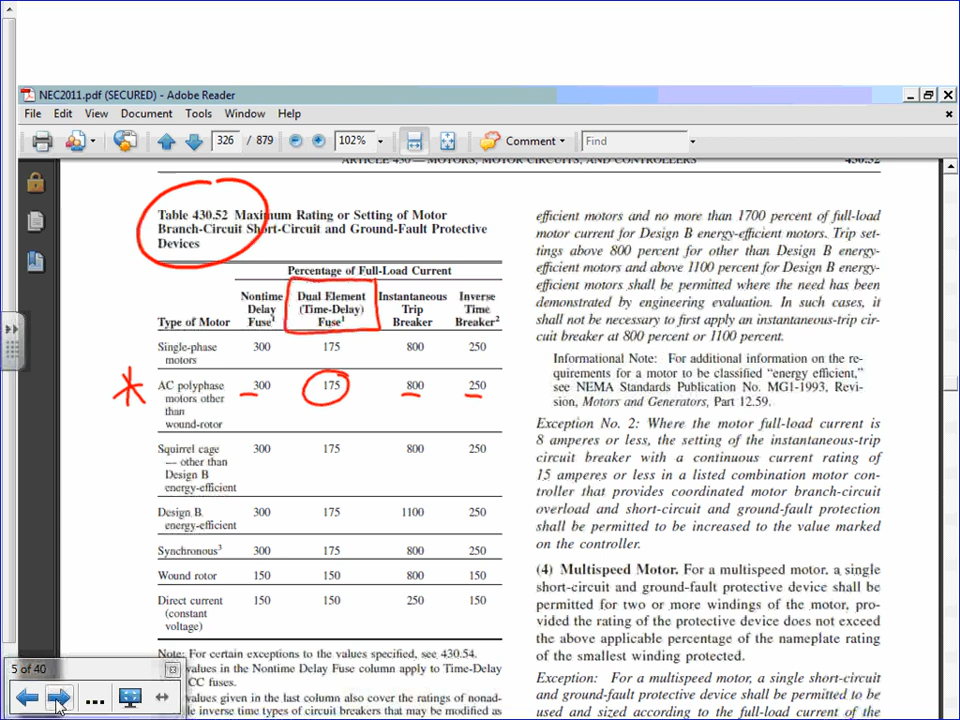 NEC2011.pdf (SECURED) - Adobe Reader
File Edit View Document Tools Window Help
326 / 879 102% Comment Find
ARTICLE 430 — MOTORS, MOTOR CIRCUITS, AND CONTROLLERS 430.52
Table 430.52 Maximum Rating or Setting of Motor
Branch-Circuit Short-Circuit and Ground-Fault Protective
Devices
Percentage of Full-Load Current
Type of Motor Nontime Delay Fuse¹ Dual Element (Time-Delay) Fuse¹ Instantaneous Trip Breaker Inverse Time Breaker²
Single-phase 300 175 800 250
motors
AC polyphase 300 175 800 250
motors other
than
wound-rotor
Squirrel cage 300 175 800 250
— other than
Design B
energy-efficient
Design B 300 175 1100 250
energy-efficient
Synchronous³ 300 175 800 250
Wound rotor 150 150 800 150
Direct current 150 150 250 150
(constant
voltage)
Note: For certain exceptions to the values specified, see 430.54.
values in the Nontime Delay Fuse column apply to Time-Delay
CC fuses.
values given in the last column also cover the ratings of nonad-
le inverse time types of circuit breakers that may be modified as
efficient motors and no more than 1700 percent of full-load
motor current for Design B energy-efficient motors. Trip set-
tings above 800 percent for other than Design B energy-
efficient motors and above 1100 percent for Design B energy-
efficient motors shall be permitted where the need has been
demonstrated by engineering evaluation. In such cases, it
shall not be necessary to first apply an instantaneous-trip cir-
cuit breaker at 800 percent or 1100 percent.
Informational Note: For additional information on the re-
quirements for a motor to be classified “energy efficient,”
see NEMA Standards Publication No. MG1-1993, Revi-
sion, Motors and Generators, Part 12.59.
Exception No. 2: Where the motor full-load current is
8 amperes or less, the setting of the instantaneous-trip
circuit breaker with a continuous current rating of
15 amperes or less in a listed combination motor con-
troller that provides coordinated motor branch-circuit
overload and short-circuit and ground-fault protection
shall be permitted to be increased to the value marked
on the controller.
(4) Multispeed Motor. For a multispeed motor, a single
short-circuit and ground-fault protective device shall be
permitted for two or more windings of the motor, pro-
vided the rating of the protective device does not exceed
the above applicable percentage of the nameplate rating
of the smallest winding protected.
Exception: For a multispeed motor, a single short-circuit
and ground-fault protective device shall be permitted to be
used and sized according to the full-load current of the
5 of 40